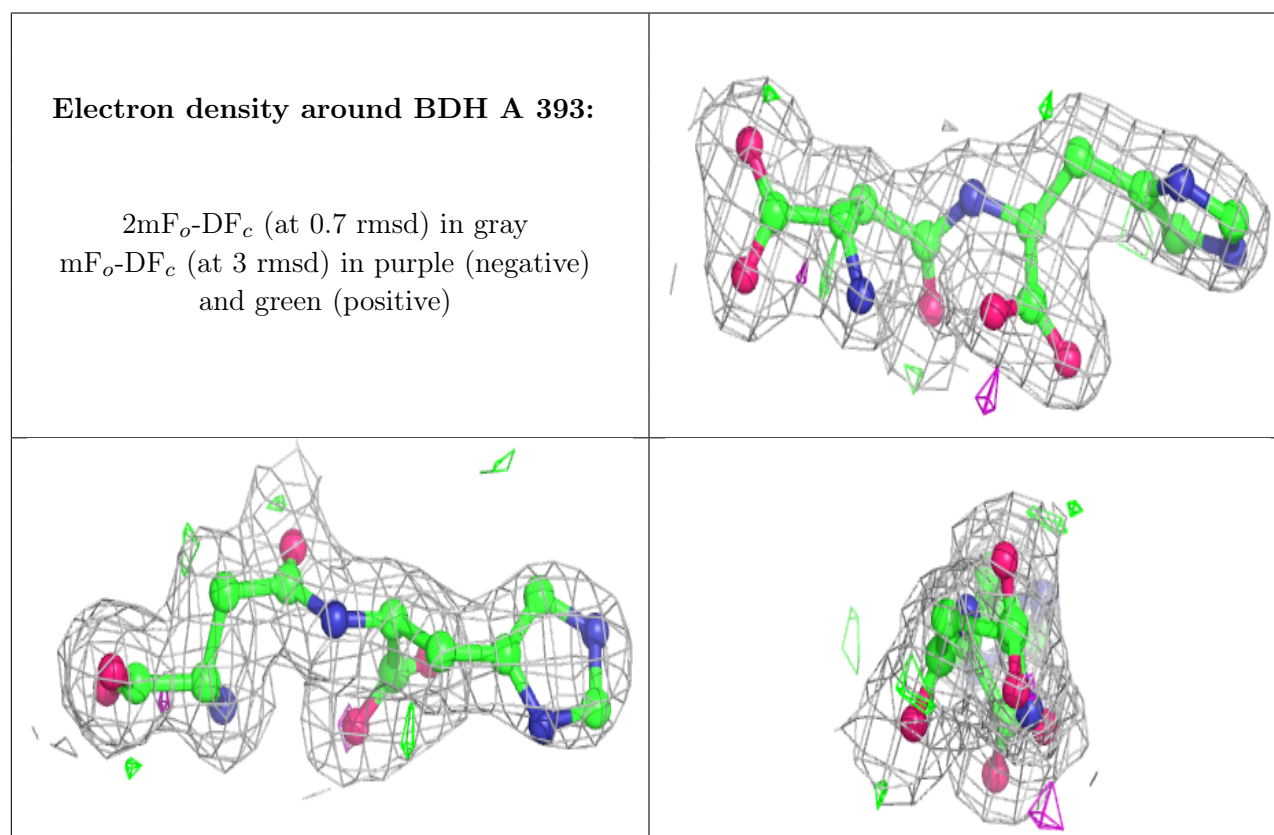 Electron density around BDH A 393:
2mFo-DFc (at 0.7 rmsd) in gray
mFo-DFc (at 3 rmsd) in purple (negative)
and green (positive)